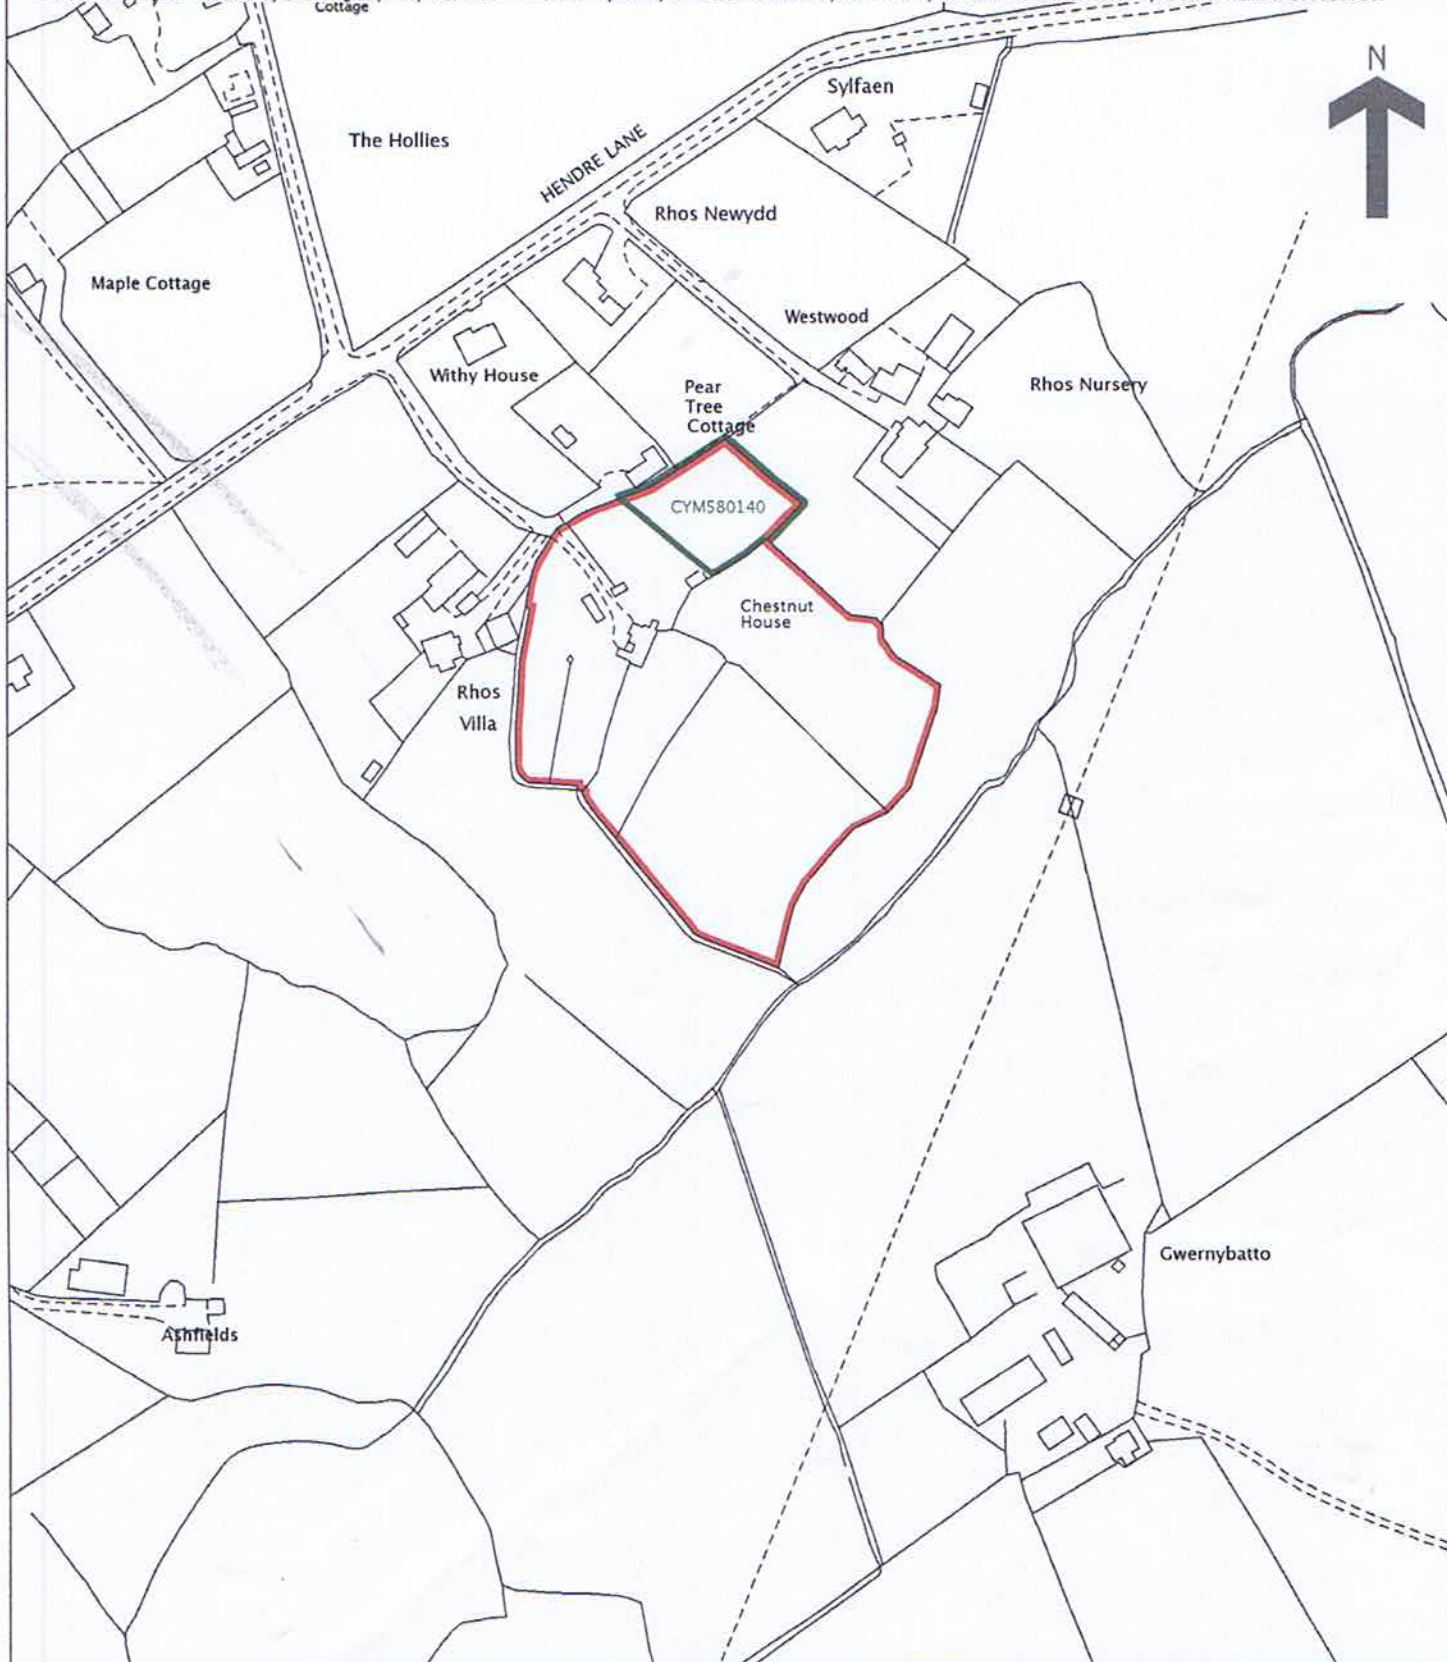 Cottage
N
Sylfaen
The Hollies
HENDRE LANE
Rhos Newydd
Maple Cottage
Westwood
Withy House
Rhos Nursery
Pear
Tree
Cottage
CYM580140
Chestnut
House
Rhos
Villa
Gwernybatto
Ashfields